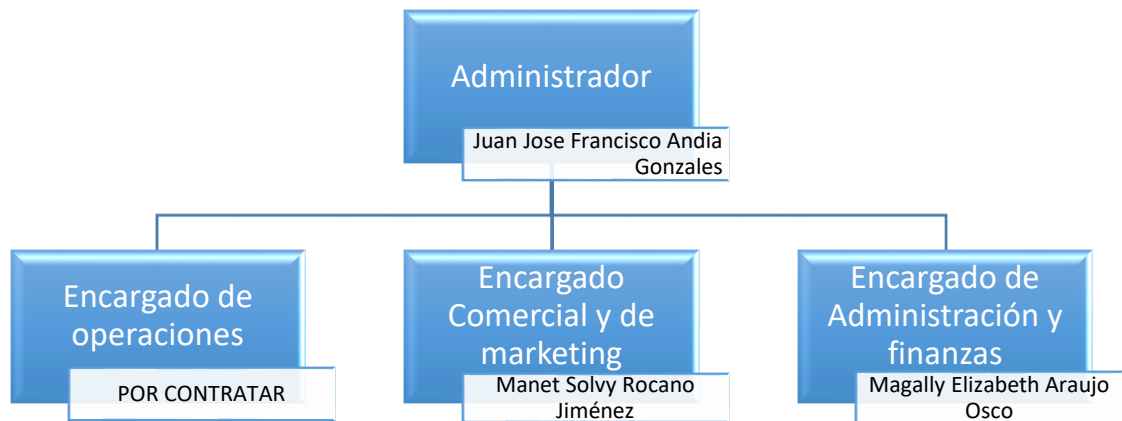 Administrador
Juan Jose Francisco Andia
Gonzales
Encargado de
operaciones
POR CONTRATAR
Encargado
Comercial y de
marketing
Manet Solvy Rocano
Jiménez
Encargado de
Administración y
finanzas
Magally Elizabeth Araujo
Osco